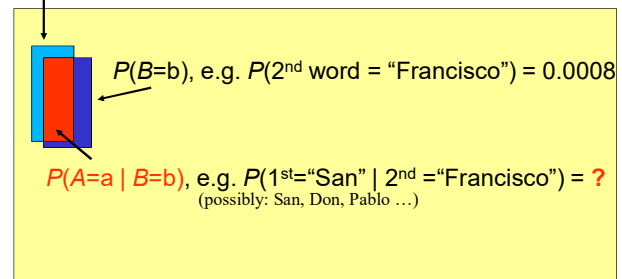 P(B=b), e.g. P(2nd word = “Francisco”) = 0.0008
P(A=a | B=b), e.g. P(1st=“San” | 2nd =“Francisco”) = ?
(possibly: San, Don, Pablo …)